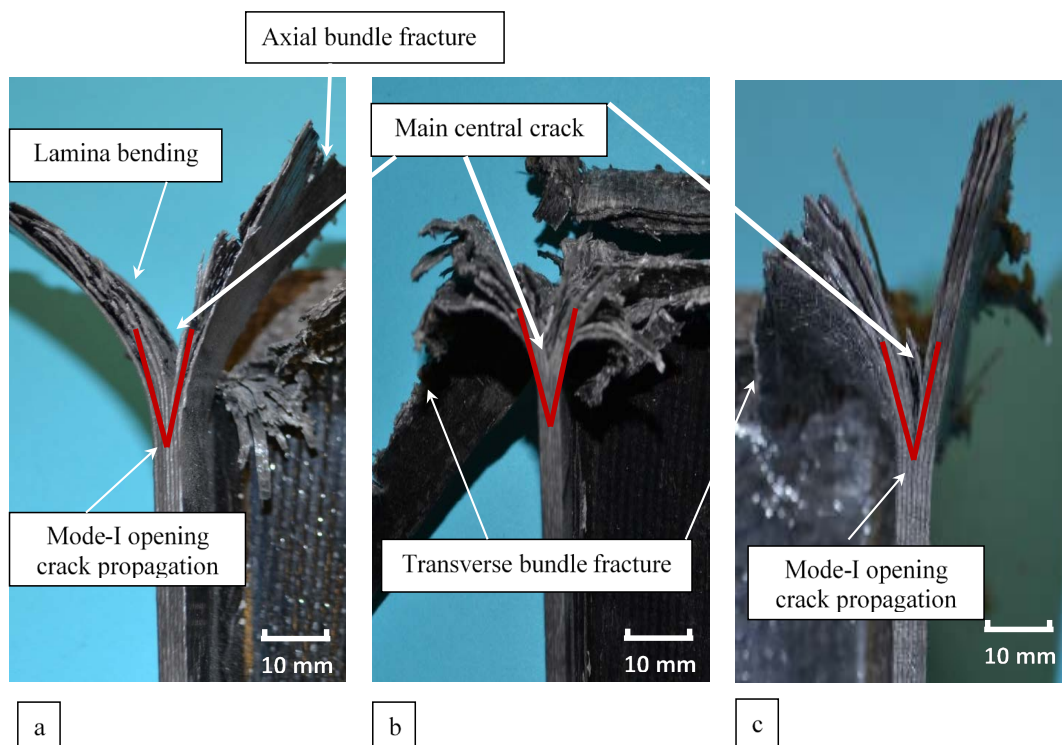 Axial bundle fracture
Main central crack
Lamina bending
Mode-I opening
crack propagation
Transverse bundle fracture
Mode-I opening
crack propagation
10 mm
10 mm
10 mm
a
b
c